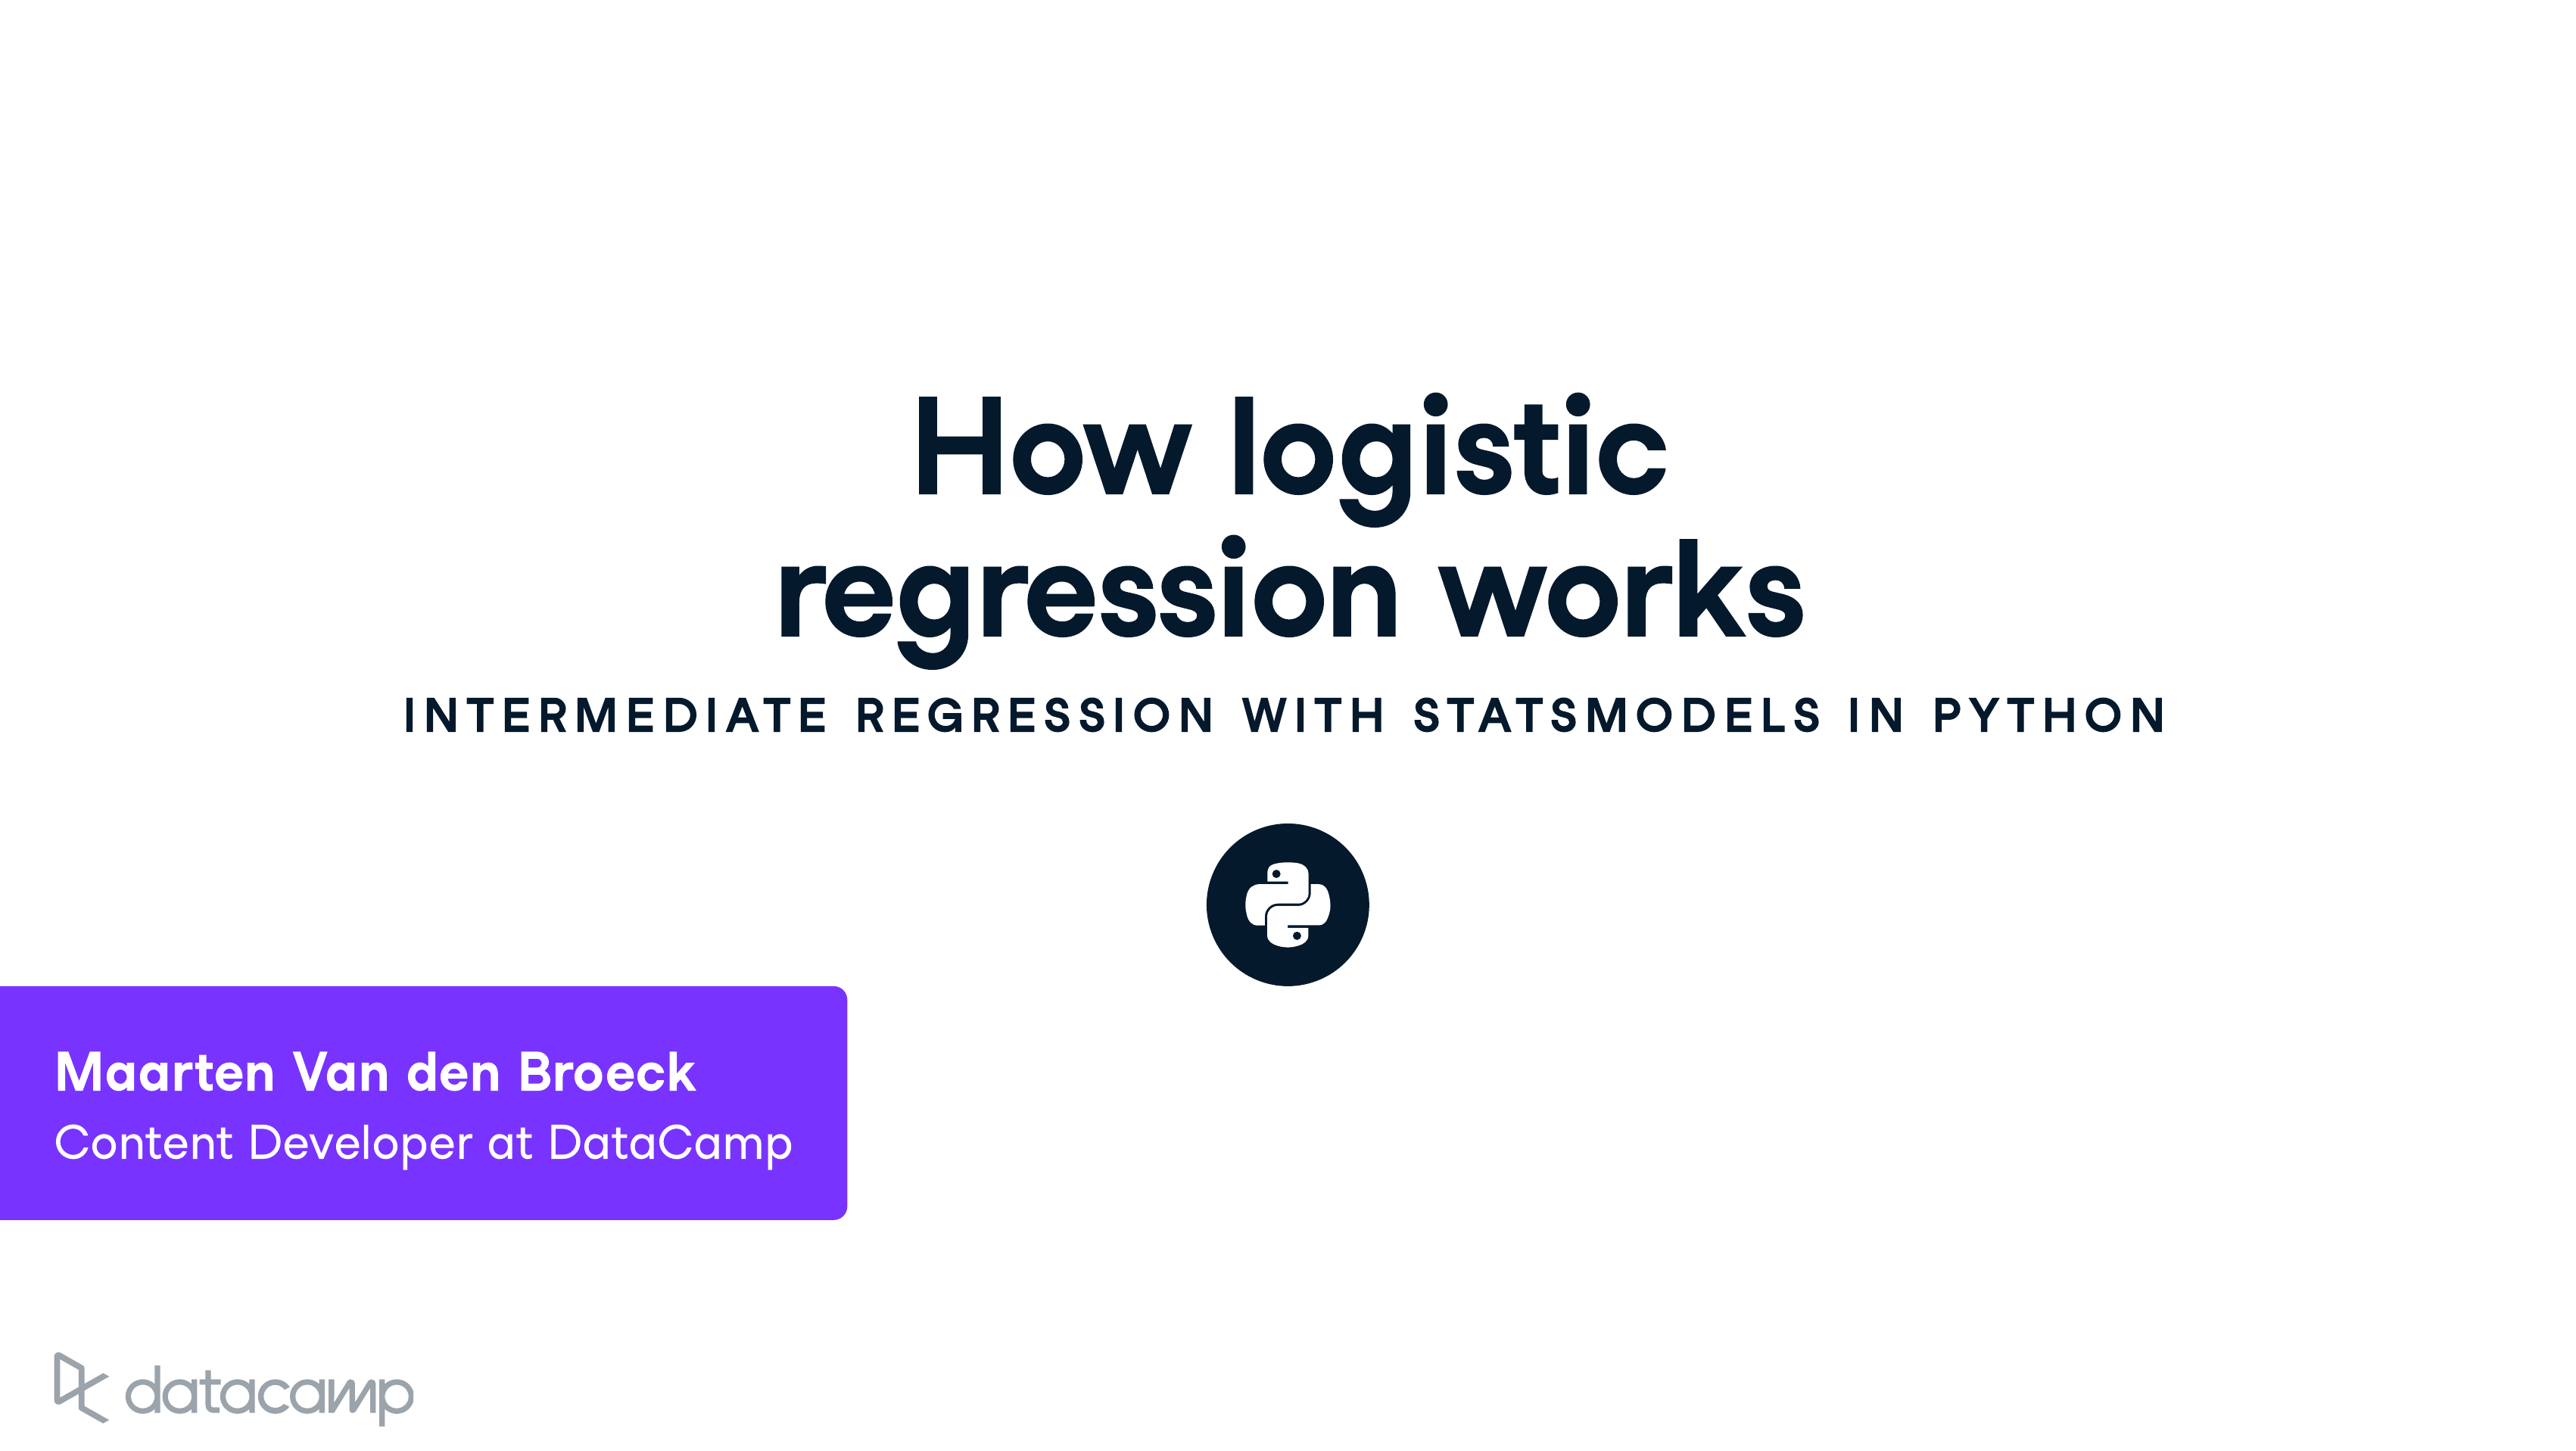 How logistic
regression works
INTERMEDIATE REGRESSION WITH STATSMODELS IN PYTHON
Maarten Van den Broeck
Content Developer at DataCamp
datacamp